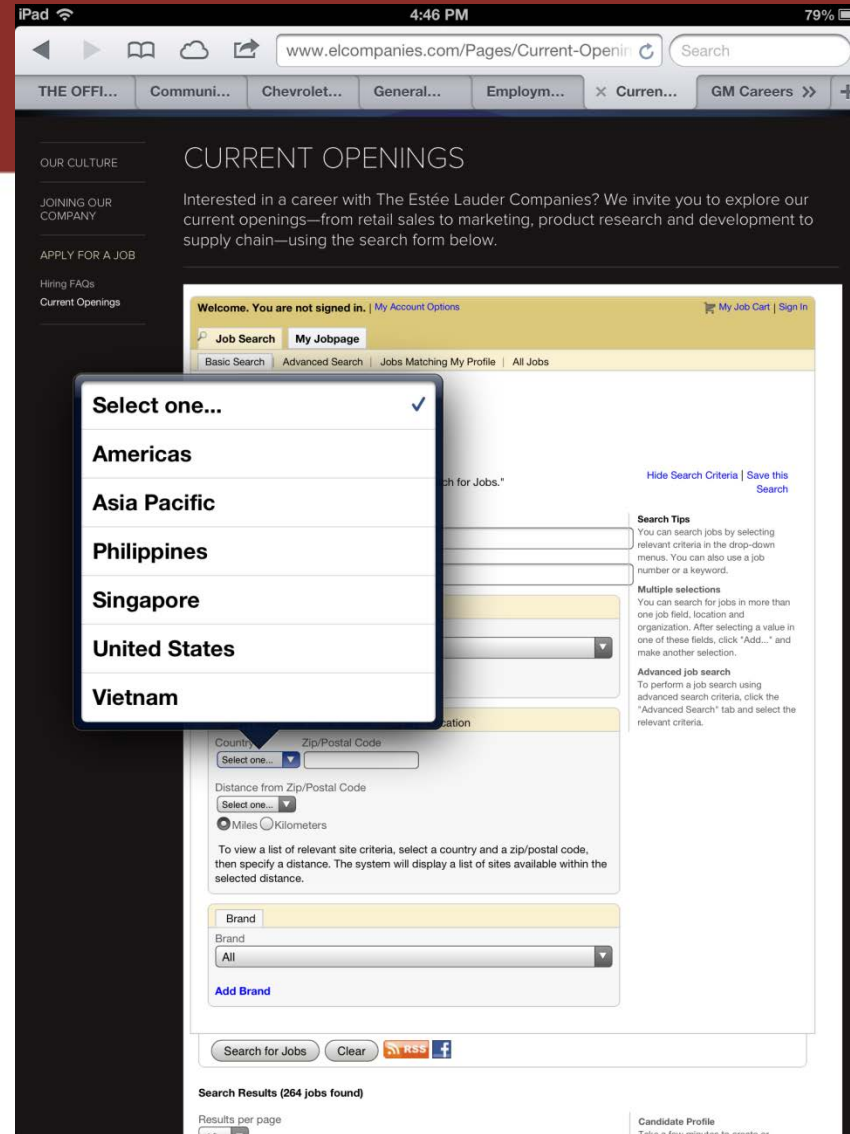 iPad
4:46 PM
79%
www.elcompanies.com/Pages/Current-Openin
Search
THE OFFI...
Communi...
Chevrolet...
General...
Employm...
Curren...
GM Careers
OUR CULTURE
JOINING OUR
COMPANY
APPLY FOR A JOB
Hiring FAQs
Current Openings
CURRENT OPENINGS
Interested in a career with The Estée Lauder Companies? We invite you to explore our
current openings—from retail sales to marketing, product research and development to
supply chain—using the search form below.
Welcome. You are not signed in. | My Account Options
My Job Cart | Sign In
Job Search
My Jobpage
Basic Search | Advanced Search | Jobs Matching My Profile | All Jobs
Select one...
Americas
Asia Pacific
Philippines
Singapore
United States
Vietnam
for Jobs."
Hide Search Criteria | Save this
Search
Search Tips
You can search jobs by selecting
relevant criteria in the drop-down
menus. You can also use a job
number or a keyword.
Multiple selections
You can search for jobs in more than
one job field, location and
organization. After selecting a value in
one of these fields, click "Add..." and
make another selection.
Advanced job search
To perform a job search using
advanced search criteria, click the
"Advanced Search" tab and select the
relevant criteria.
Country
Zip/Postal Code
Select one...
Distance from Zip/Postal Code
Select one...
Miles
Kilometers
To view a list of relevant site criteria, select a country and a zip/postal code,
then specify a distance. The system will display a list of sites available within the
selected distance.
Brand
Brand
All
Add Brand
Search for Jobs
Clear
RSS
f
Search Results (264 jobs found)
Results per page
Candidate Profile